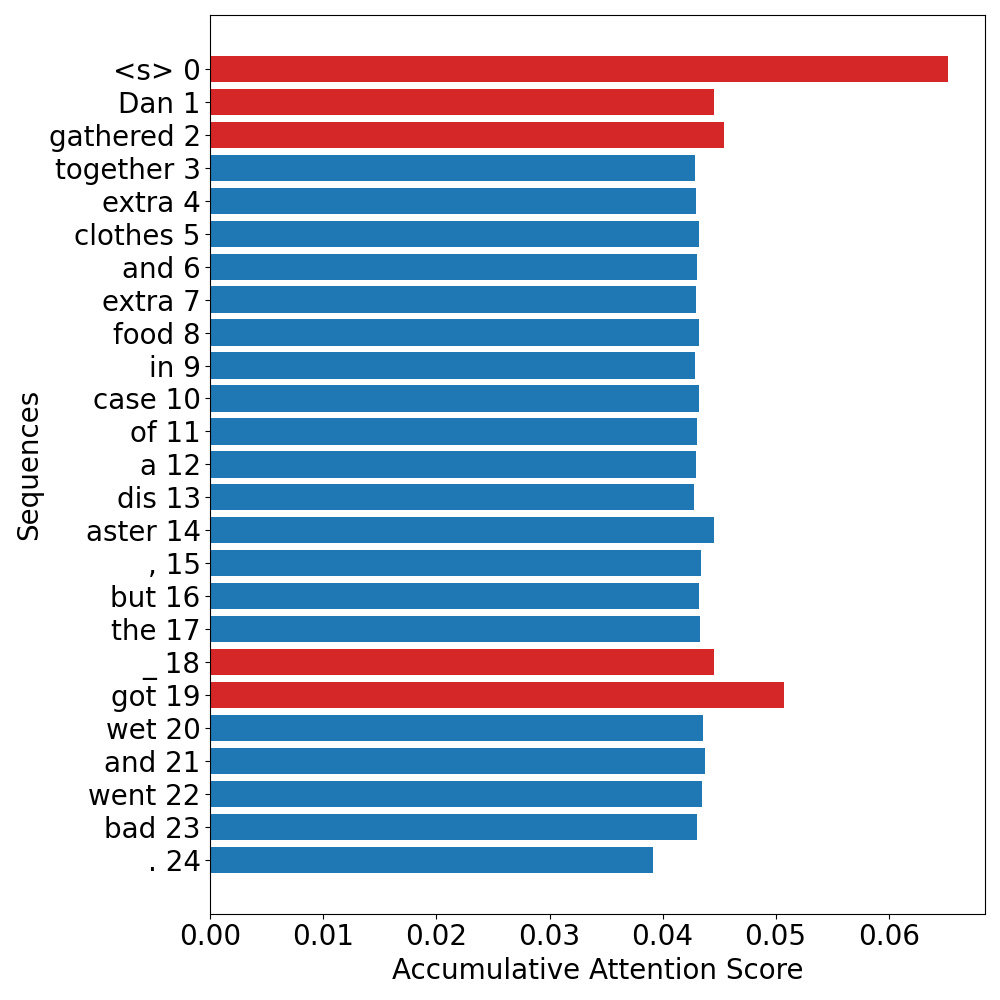 <s> 0
Dan 1
gathered 2
together 3
extra 4
clothes 5
and 6
extra 7
food 8
in 9
case 10
of 11
a 12
dis 13
aster 14
, 15
but 16
the 17
_ 18
got 19
wet 20
and 21
went 22
bad 23
. 24
Sequences
0.00 0.01 0.02 0.03 0.04 0.05 0.06
Accumulative Attention Score